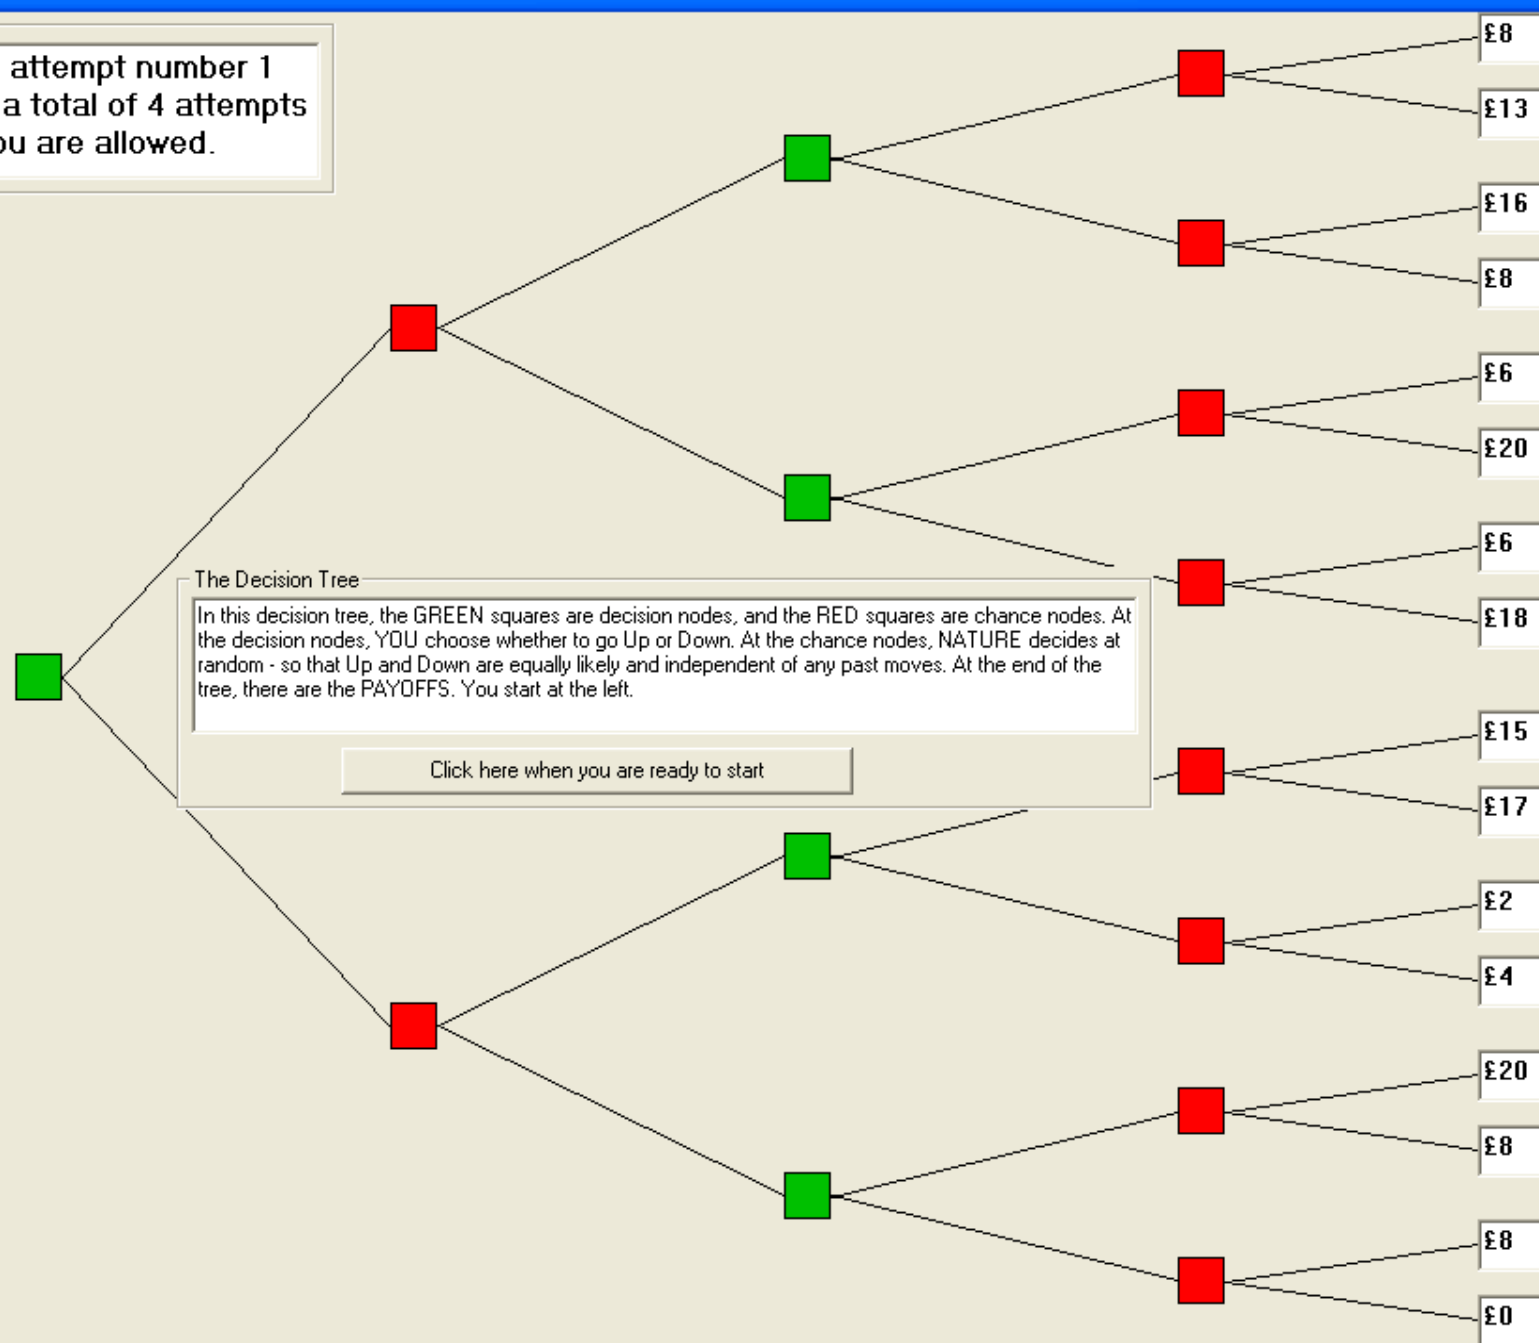 attempt number 1
a total of 4 attempts
ou are allowed.
£8
£13
£16
£8
£6
£20
£6
£18
The Decision Tree
In this decision tree, the GREEN squares are decision nodes, and the RED squares are chance nodes. At
the decision nodes, YOU choose whether to go Up or Down. At the chance nodes, NATURE decides at
random - so that Up and Down are equally likely and independent of any past moves. At the end of the
tree, there are the PAYOFFS. You start at the left.
Click here when you are ready to start
£15
£17
£2
£4
£20
£8
£8
£0